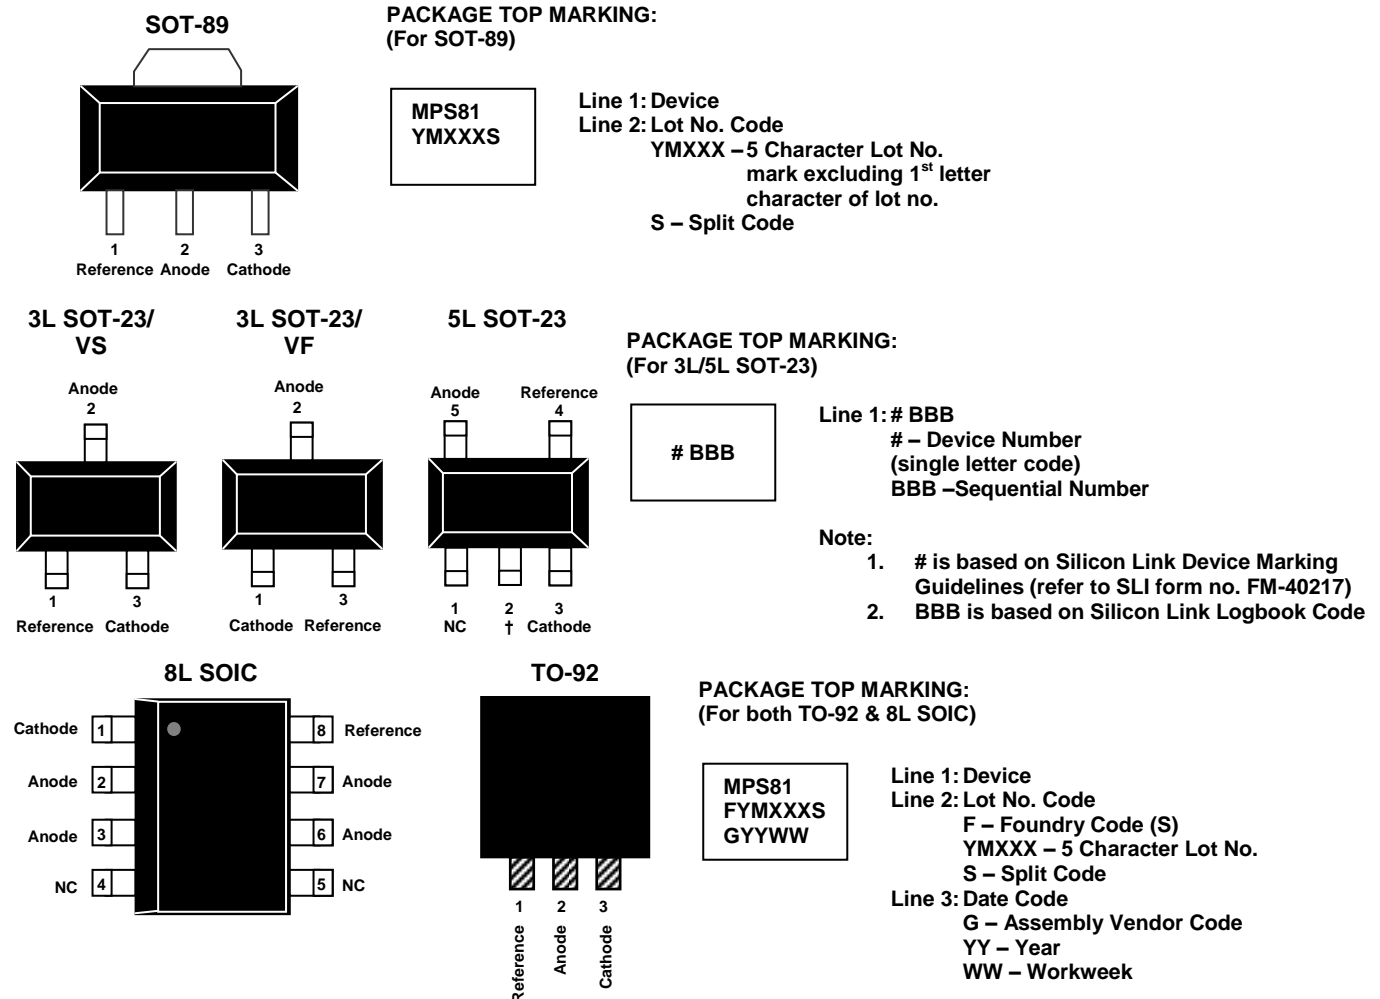 SOT-89
PACKAGE TOP MARKING:
(For SOT-89)
MPS81
YMXXXS
Line 1: Device
Line 2: Lot No. Code
YMXXX – 5 Character Lot No.
mark excluding 1st letter
character of lot no.
S – Split Code
1 2 3
Reference Anode Cathode
3L SOT-23/
VS
Anode
2
1 3
Reference Cathode
3L SOT-23/
VF
Anode
2
1 3
Cathode Reference
5L SOT-23
Anode Reference
5 4
1 2 3
NC † Cathode
PACKAGE TOP MARKING:
(For 3L/5L SOT-23)
# BBB
Line 1: # BBB
# – Device Number
(single letter code)
BBB –Sequential Number
Note:
1. # is based on Silicon Link Device Marking
Guidelines (refer to SLI form no. FM-40217)
2. BBB is based on Silicon Link Logbook Code
8L SOIC
Cathode 1 8 Reference
Anode 2 7 Anode
Anode 3 6 Anode
NC 4 5 NC
TO-92
1 2 3
Reference Anode Cathode
PACKAGE TOP MARKING:
(For both TO-92 & 8L SOIC)
MPS81
FYMXXXS
GYYWW
Line 1: Device
Line 2: Lot No. Code
F – Foundry Code (S)
YMXXX – 5 Character Lot No.
S – Split Code
Line 3: Date Code
G – Assembly Vendor Code
YY – Year
WW – Workweek